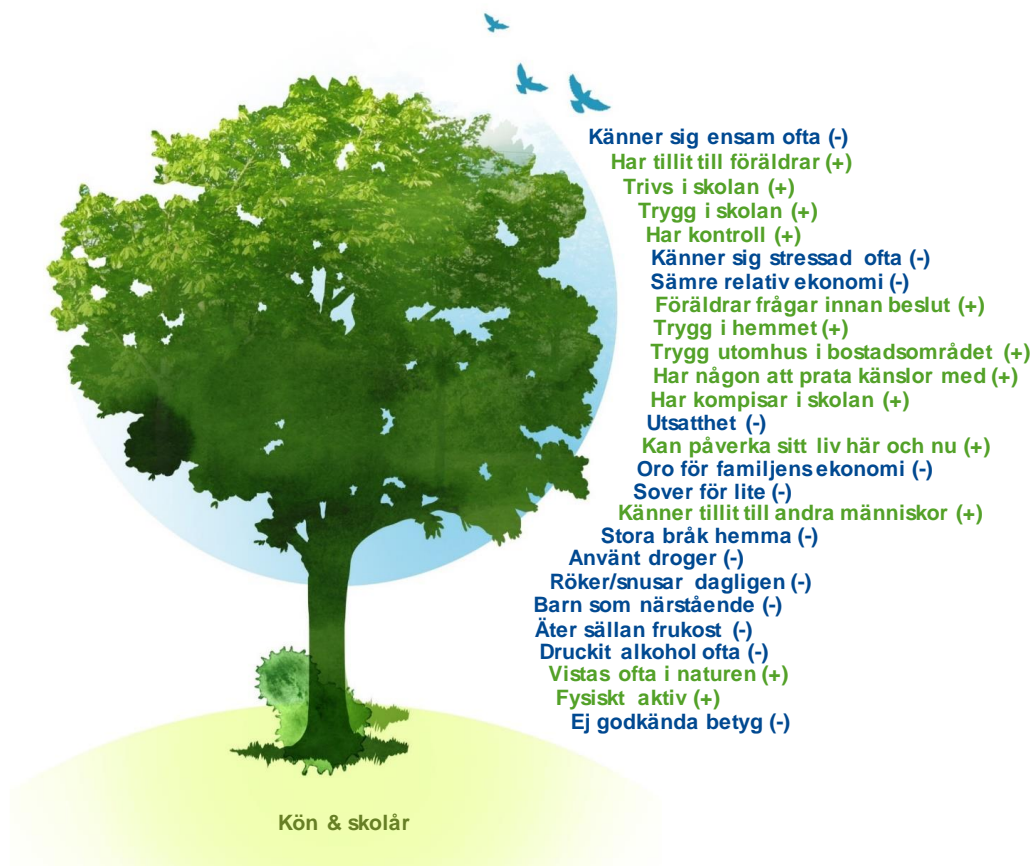 Känner sig ensam ofta (-)
Har tillit till föräldrar (+)
Trivs i skolan (+)
Trygg i skolan (+)
Har kontroll (+)
Känner sig stressad ofta (-)
Sämre relativ ekonomi (-)
Föräldrar frågar innan beslut (+)
Trygg i hemmet (+)
Trygg utomhus i bostadsområdet (+)
Har någon att prata känslor med (+)
Har kompisar i skolan (+)
Utsatthet (-)
Kan påverka sitt liv här och nu (+)
Oro för familjens ekonomi (-)
Sover för lite (-)
Känner tillit till andra människor (+)
Stora bråk hemma (-)
Använt droger (-)
Röker/snusar dagligen (-)
Barn som närstående (-)
Äter sällan frukost (-)
Druckit alkohol ofta (-)
Vistas ofta i naturen (+)
Fysiskt aktiv (+)
Ej godkända betyg (-)
Kön & skolår